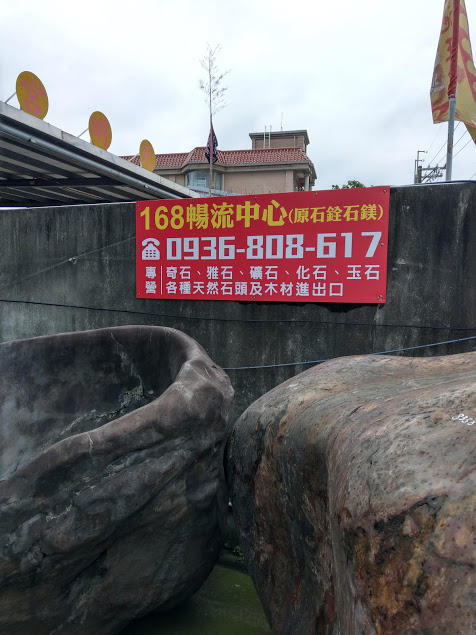 168暢流中心(原石銓石鎂)
0936-808-617
專營
奇石、雅石、礦石、化石、玉石
各種天然石頭及木材進出口